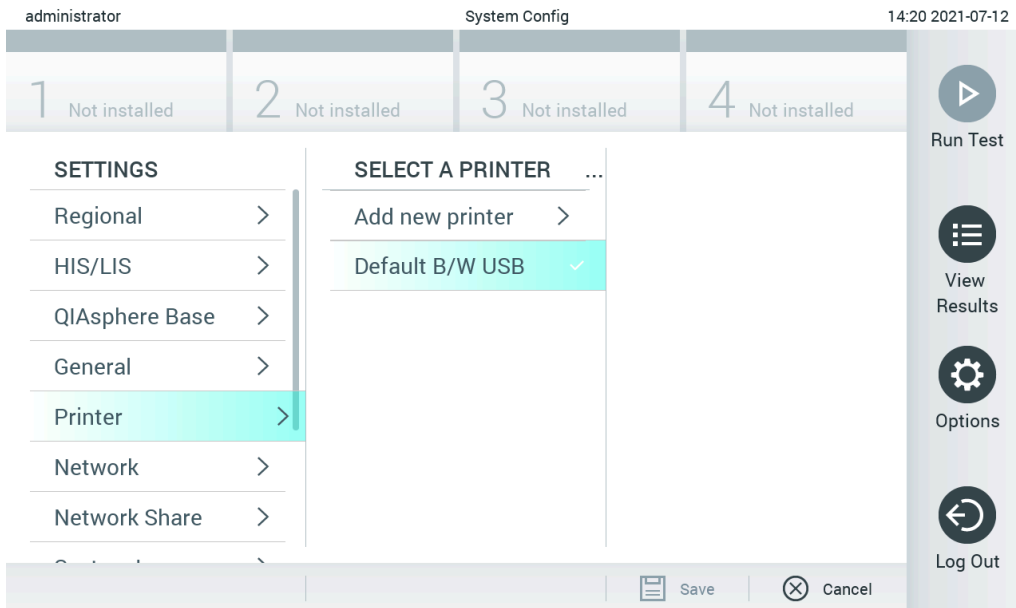 administrator System Config 14:20 2021-07-12
1 Not installed 2 Not installed 3 Not installed 4 Not installed
Run Test
SETTINGS
Regional
HIS/LIS
QIAsphere Base
General
Printer
Network
Network Share
SELECT A PRINTER ...
Add new printer
Default B/W USB
View
Results
Options
Log Out
Save Cancel